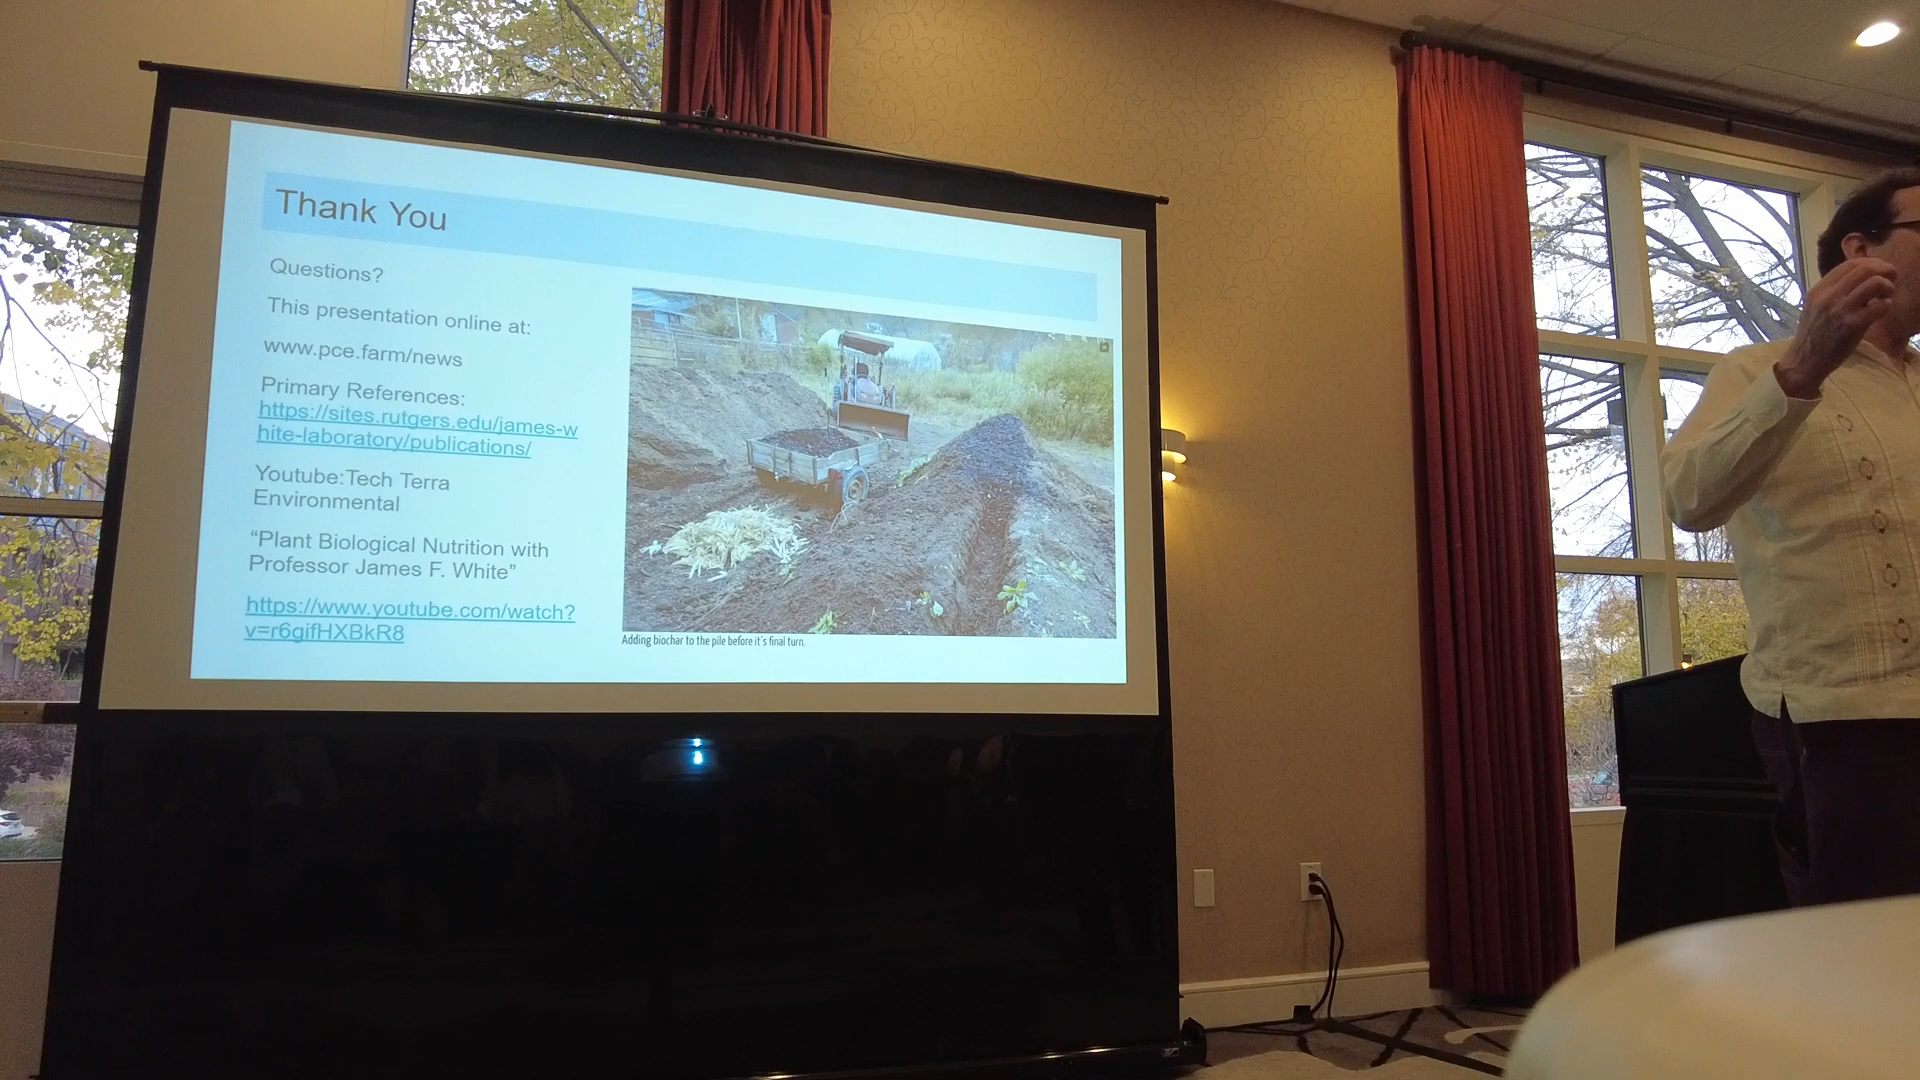 Thank You
Questions?
This presentation online at:
www.pce.farm/news
Primary References:
https://sites.rutgers.edu/james-w
hite-laboratory/publications/
Youtube:Tech Terra
Environmental
“Plant Biological Nutrition with
Professor James F. White”
https://www.youtube.com/watch?
v=r6gifHXBkR8
Adding biochar to the pile before it's final turn.